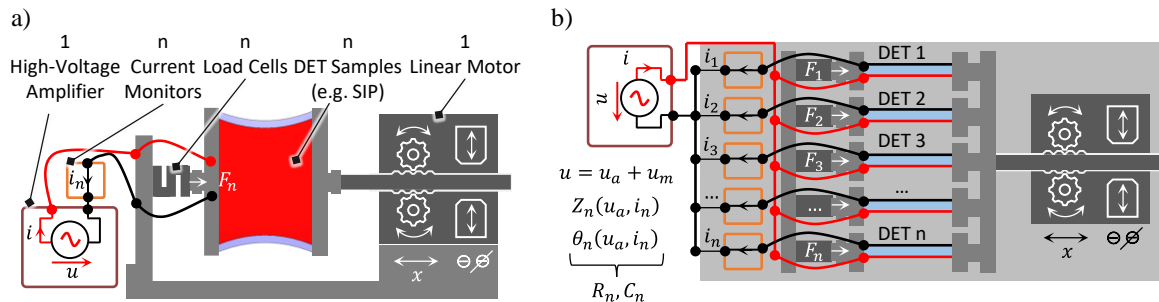 a)
1 n n n 1
High-Voltage Current Load Cells DET Samples Linear Motor
Amplifier Monitors (e.g. SIP)
F_n
i_n
i
u
x
b)
i
u
i_1
F_1
DET 1
i_2
F_2
DET 2
i_3
F_3
DET 3
...
...
...
i_n
F_n
DET n
u = u_a + u_m
Z_n(u_a, i_n)
θ_n(u_a, i_n)
R_n, C_n
x